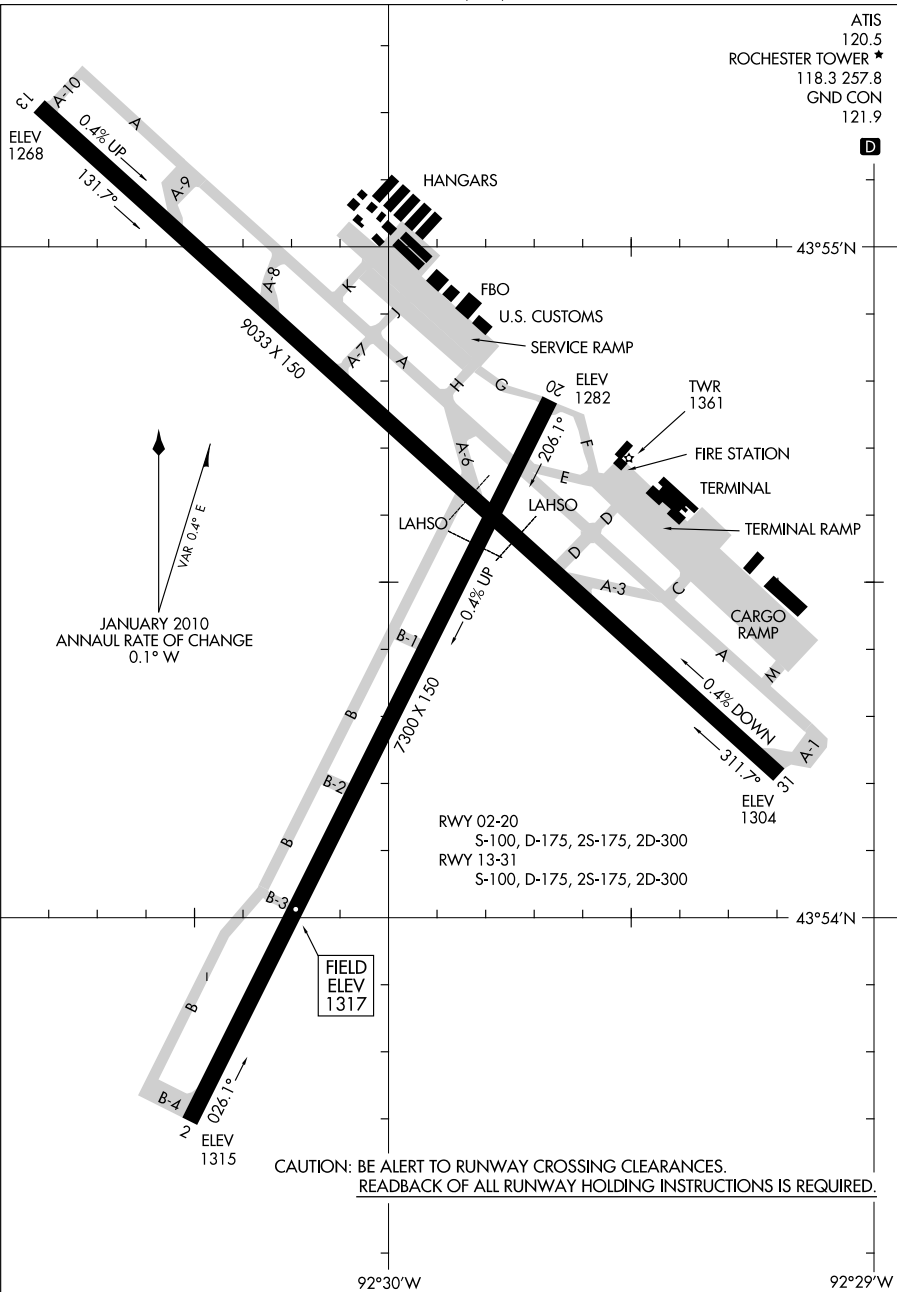 ATIS
120.5
ROCHESTER TOWER ★
118.3 257.8
GND CON
121.9
D
13
A-10
A
ELEV
1268
0.4% UP
131.7°
A-9
HANGARS
43°55'N
A-8
K
J
FBO
U.S. CUSTOMS
SERVICE RAMP
9033 X 150
A-7
A
H
G
20
ELEV
1282
TWR
1361
206.1°
F
FIRE STATION
A-6
E
TERMINAL
LAHSO
LAHSO
D
TERMINAL RAMP
VAR 0.4° E
D
A-3
C
0.4% UP
JANUARY 2010
ANNAUL RATE OF CHANGE
0.1° W
CARGO
RAMP
B-1
A
M
0.4% DOWN
B
7300 X 150
A-1
311.7°
31
B-2
ELEV
1304
RWY 02-20
S-100, D-175, 2S-175, 2D-300
RWY 13-31
S-100, D-175, 2S-175, 2D-300
B
B-3
43°54'N
FIELD
ELEV
1317
B
B-4
026.1°
2
ELEV
1315
CAUTION: BE ALERT TO RUNWAY CROSSING CLEARANCES.
READBACK OF ALL RUNWAY HOLDING INSTRUCTIONS IS REQUIRED.
92°30'W
92°29'W